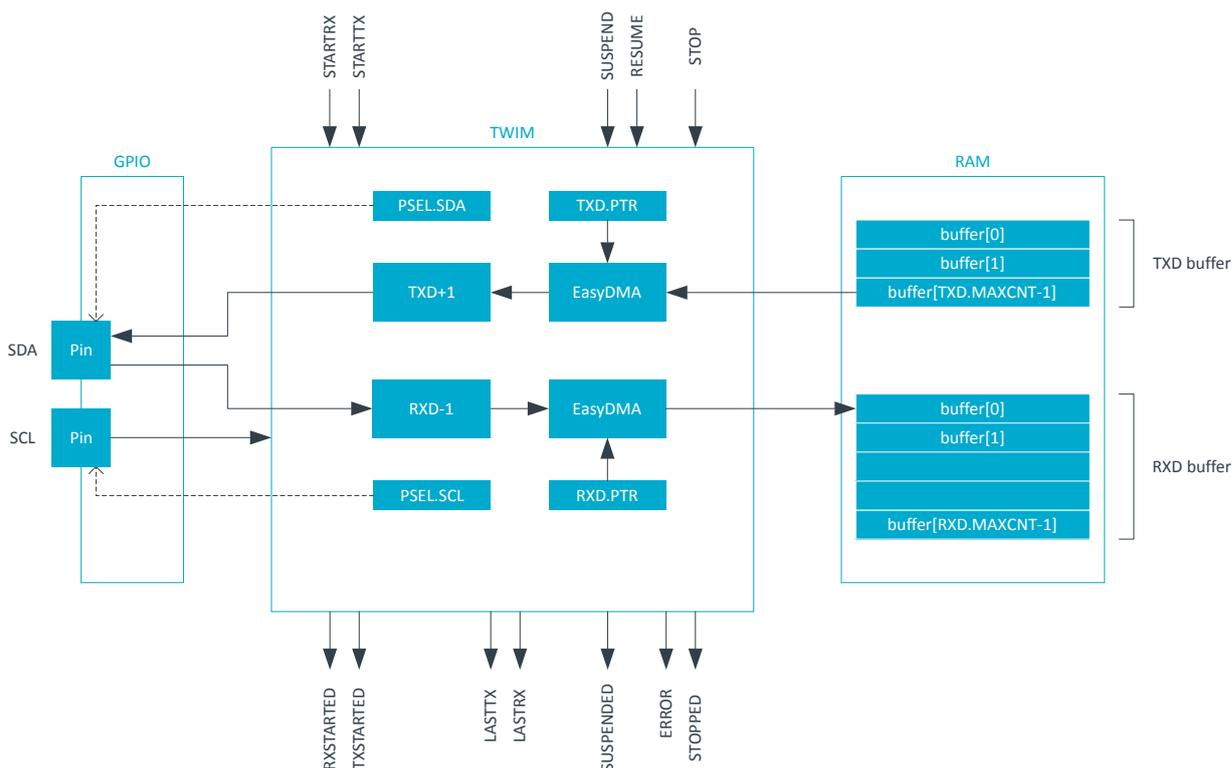 STARTRX
STARTTX
SUSPEND
RESUME
STOP
TWIM
GPIO
RAM
PSEL.SDA
TXD.PTR
buffer[0]
buffer[1]
buffer[TXD.MAXCNT-1]
TXD buffer
TXD+1
EasyDMA
SDA
Pin
RXD-1
EasyDMA
SCL
Pin
buffer[0]
buffer[1]
buffer[RXD.MAXCNT-1]
RXD buffer
PSEL.SCL
RXD.PTR
RXSTARTED
TXSTARTED
LASTTX
LASTRX
SUSPENDED
ERROR
STOPPED